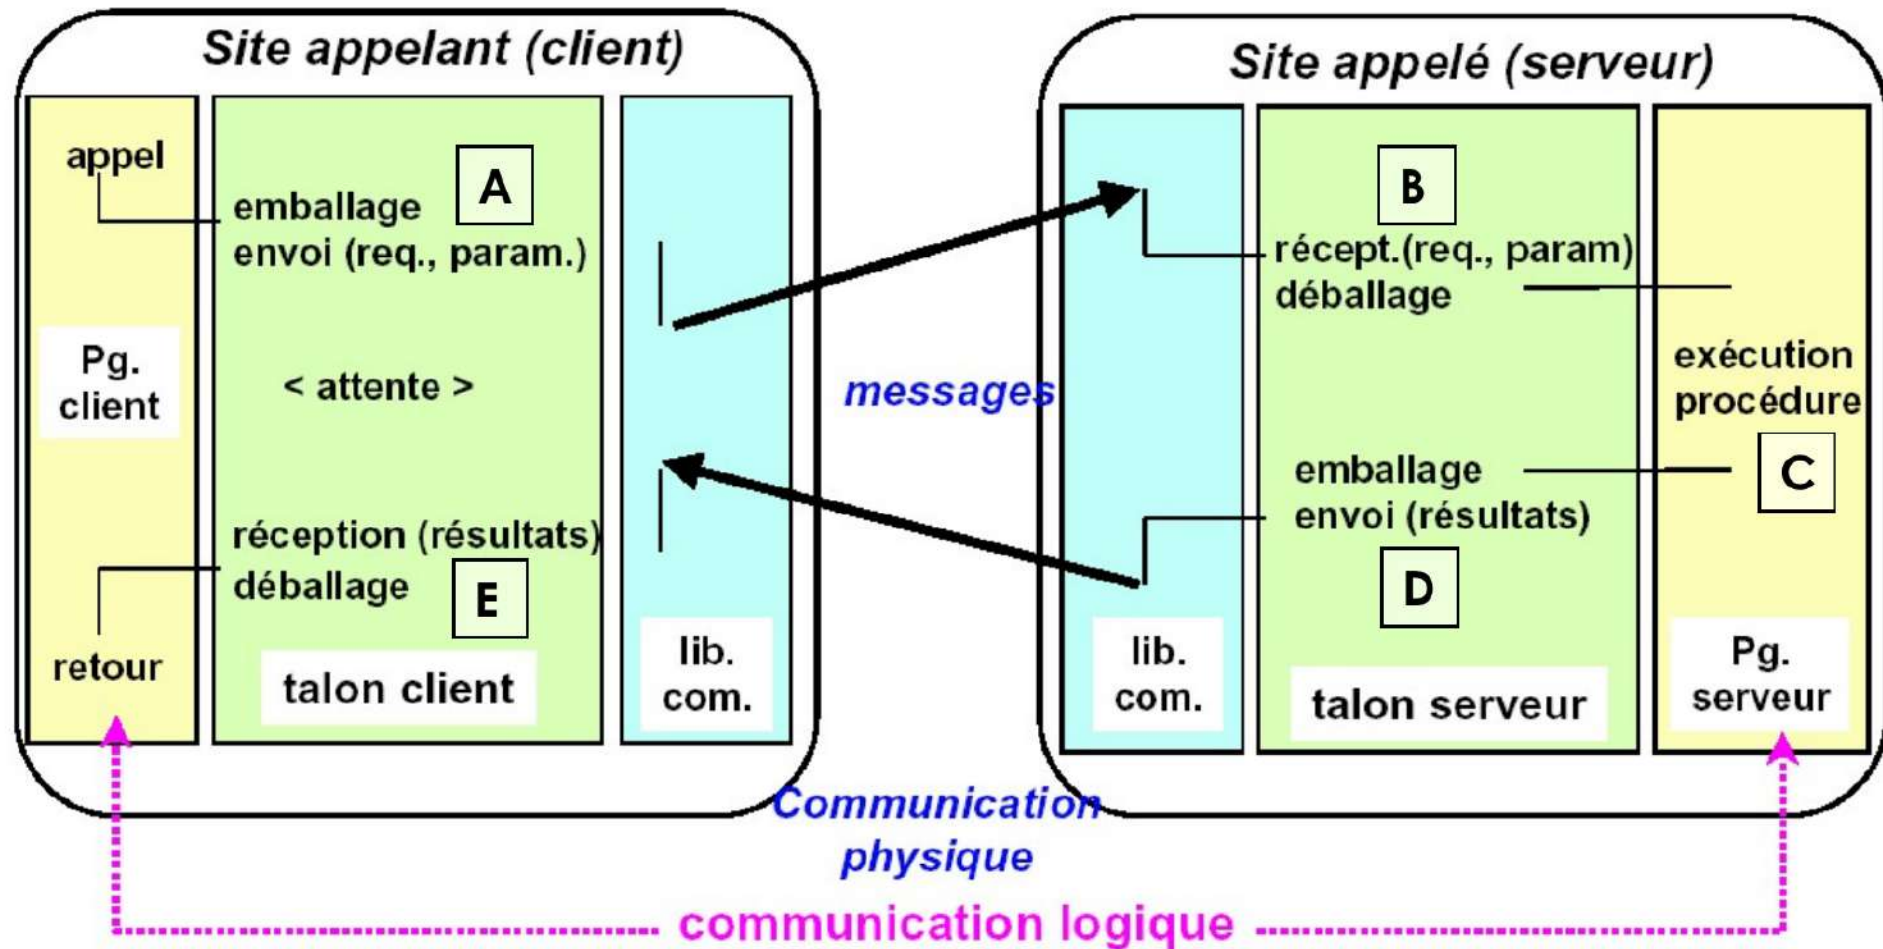 Site appelant (client)
appel
A
emballage
envoi (req., param.)
Pg.
client
< attente >
réception (résultats)
déballage
E
retour
talon client
lib.
com.
messages
Communication
physique
communication logique
Site appelé (serveur)
B
récept.(req., param)
déballage
exécution
procédure
C
emballage
envoi (résultats)
D
lib.
com.
talon serveur
Pg.
serveur